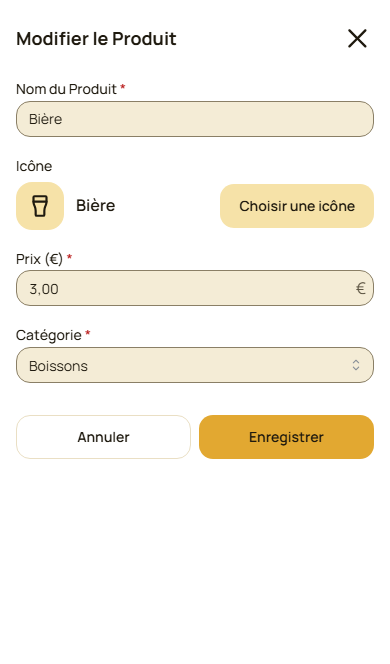 Modifier le Produit
Nom du Produit *
Bière
Icône
Bière
Choisir une icône
Prix (€) *
3,00 €
Catégorie *
Boissons
Annuler
Enregistrer